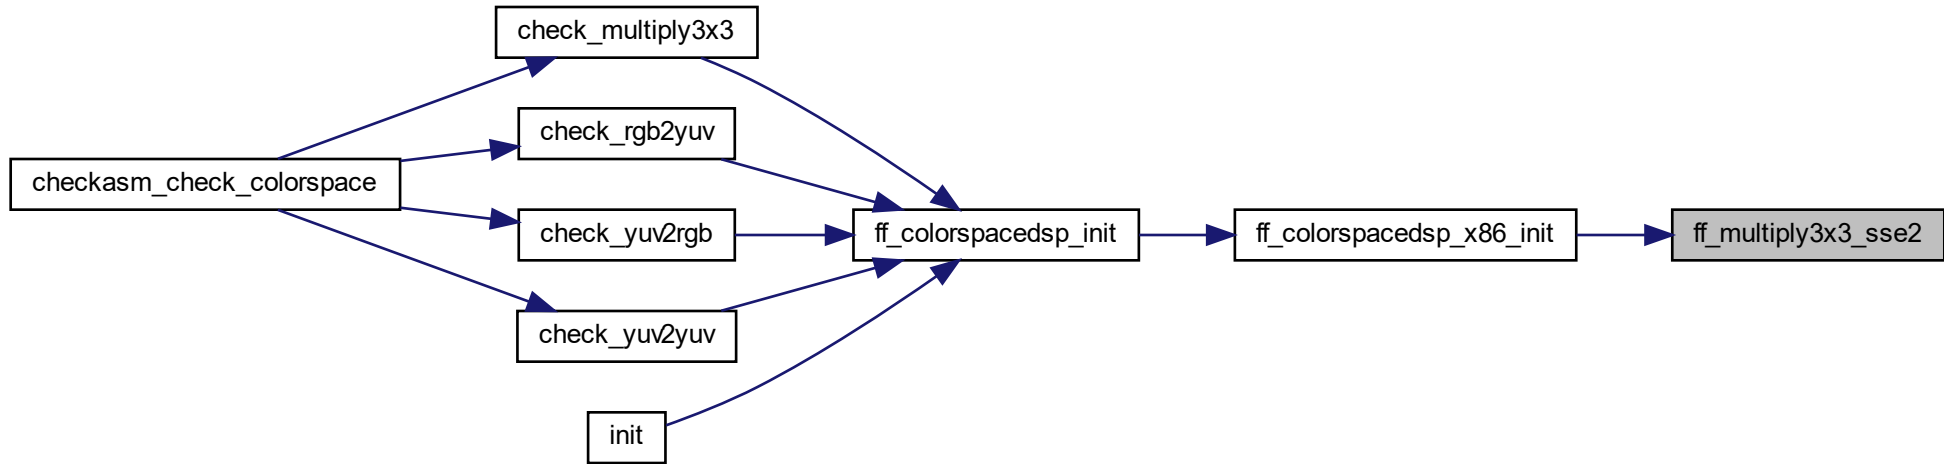 check_multiply3x3
check_rgb2yuv
checkasm_check_colorspace
check_yuv2rgb
ff_colorspacedsp_init
ff_colorspacedsp_x86_init
ff_multiply3x3_sse2
check_yuv2yuv
init